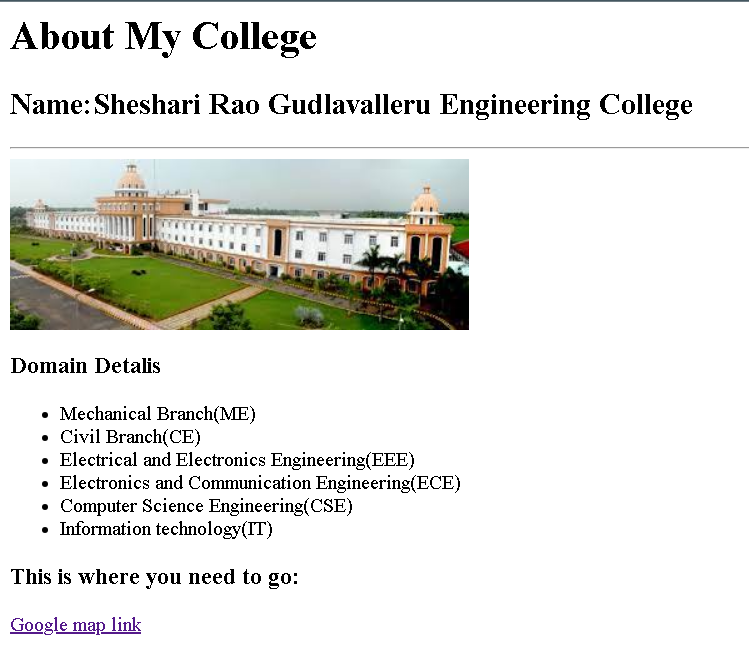 About My College
Name:Sheshari Rao Gudlavalleru Engineering College
Domain Detalis
Mechanical Branch(ME)
Civil Branch(CE)
Electrical and Electronics Engineering(EEE)
Electronics and Communication Engineering(ECE)
Computer Science Engineering(CSE)
Information technology(IT)
This is where you need to go:
Google map link